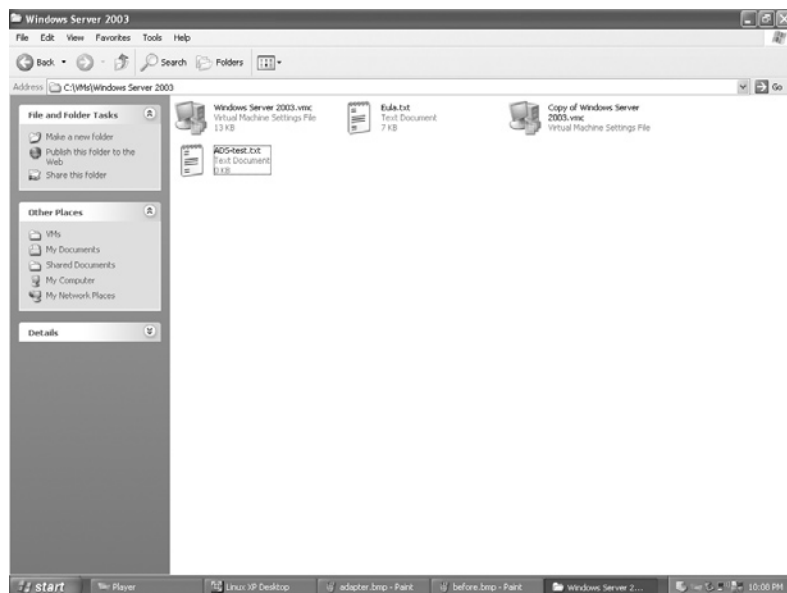 Windows Server 2003
File Edit View Favorites Tools Help
Back Search Folders
Address C:\VMs\Windows Server 2003 Go
File and Folder Tasks
Make a new folder
Publish this folder to the
Web
Share this folder
Other Places
VMs
My Documents
Shared Documents
My Computer
My Network Places
Details
Windows Server 2003.vmc
Virtual Machine Settings File
13 KB
Eula.txt
Text Document
7 KB
Copy of Windows Server
2003.vmc
Virtual Machine Settings File
ADS-test.txt
Text Document
0 KB
start Player Linux XP Desktop adapter.bmp - Paint before.bmp - Paint Windows Server 2... 10:08 PM